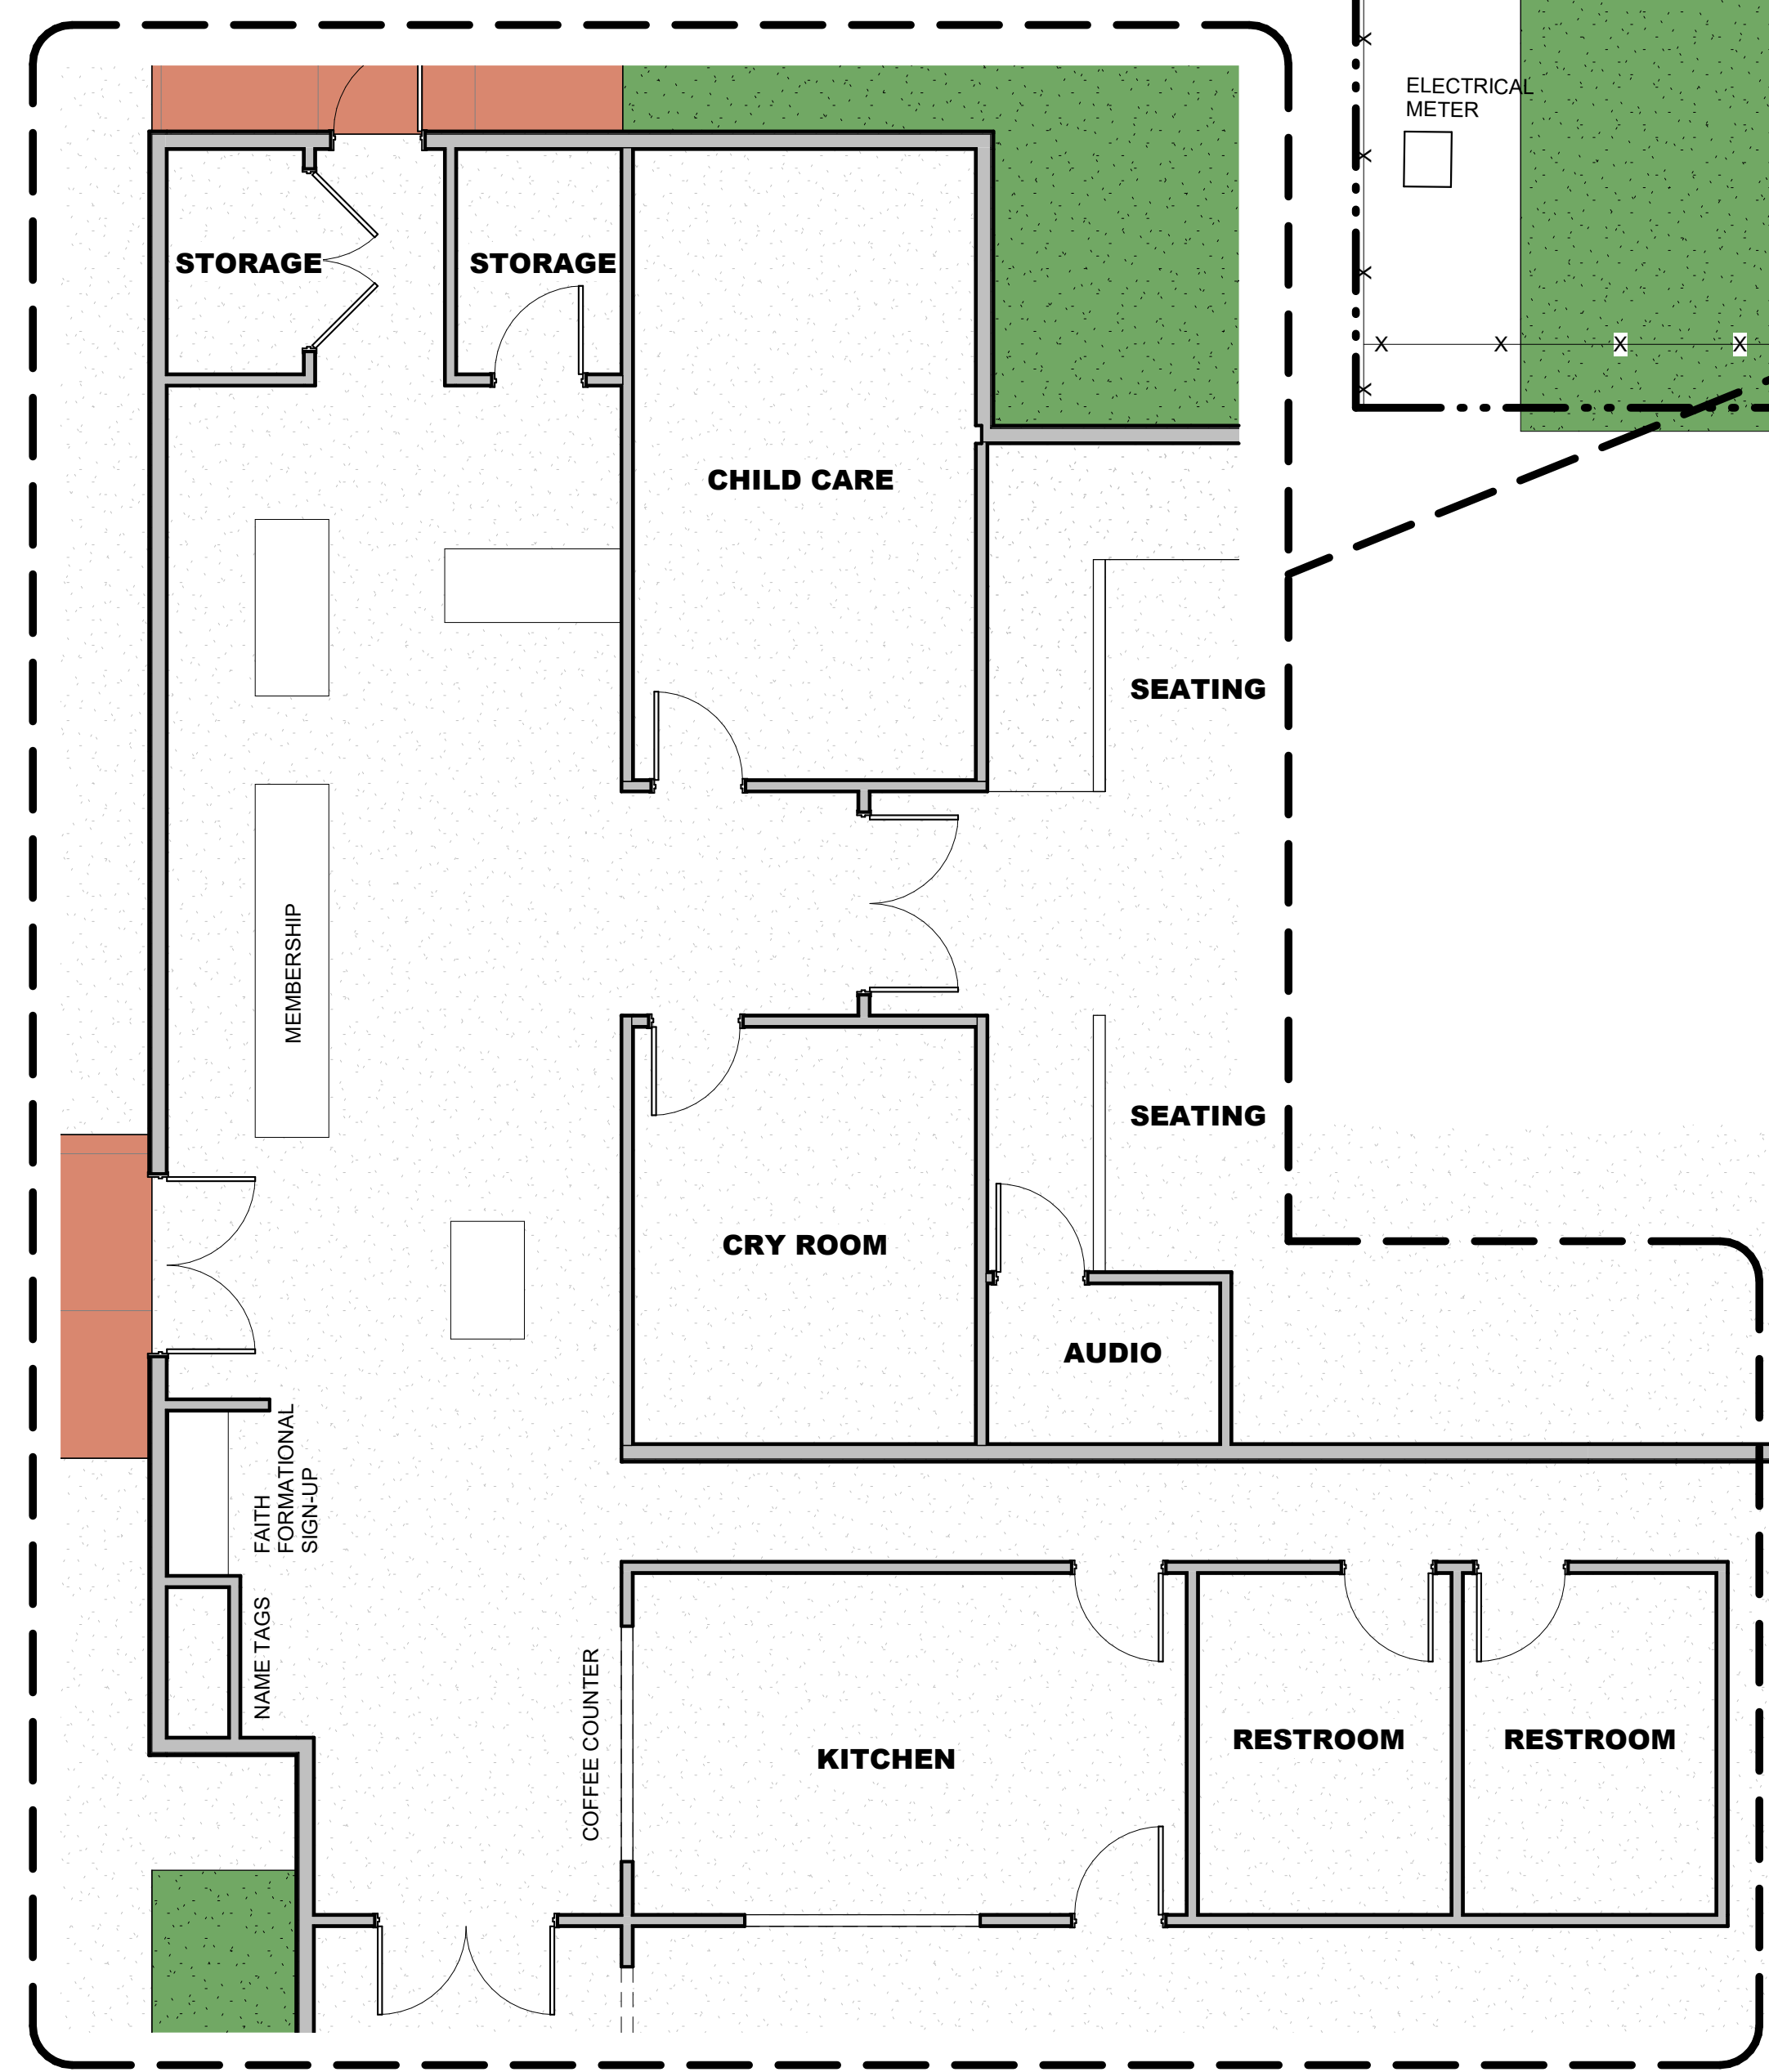 ELECTRICAL
METER
STORAGE
STORAGE
CHILD CARE
SEATING
MEMBERSHIP
SEATING
CRY ROOM
AUDIO
FAITH
FORMATIONAL
SIGN-UP
NAME TAGS
COFFEE COUNTER
KITCHEN
RESTROOM
RESTROOM